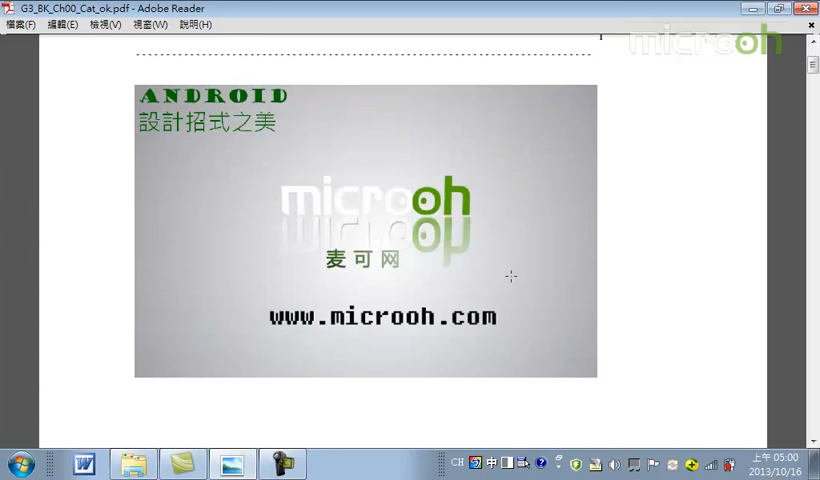 G3_BK_Ch00_Cat_ok.pdf - Adobe Reader
檔案(F) 編輯(E) 檢視(V) 視窗(W) 說明(H)
microoh
ANDROID
設計招式之美
microoh
麦可网
www.microoh.com
CH 中
上午 05:00
2013/10/16